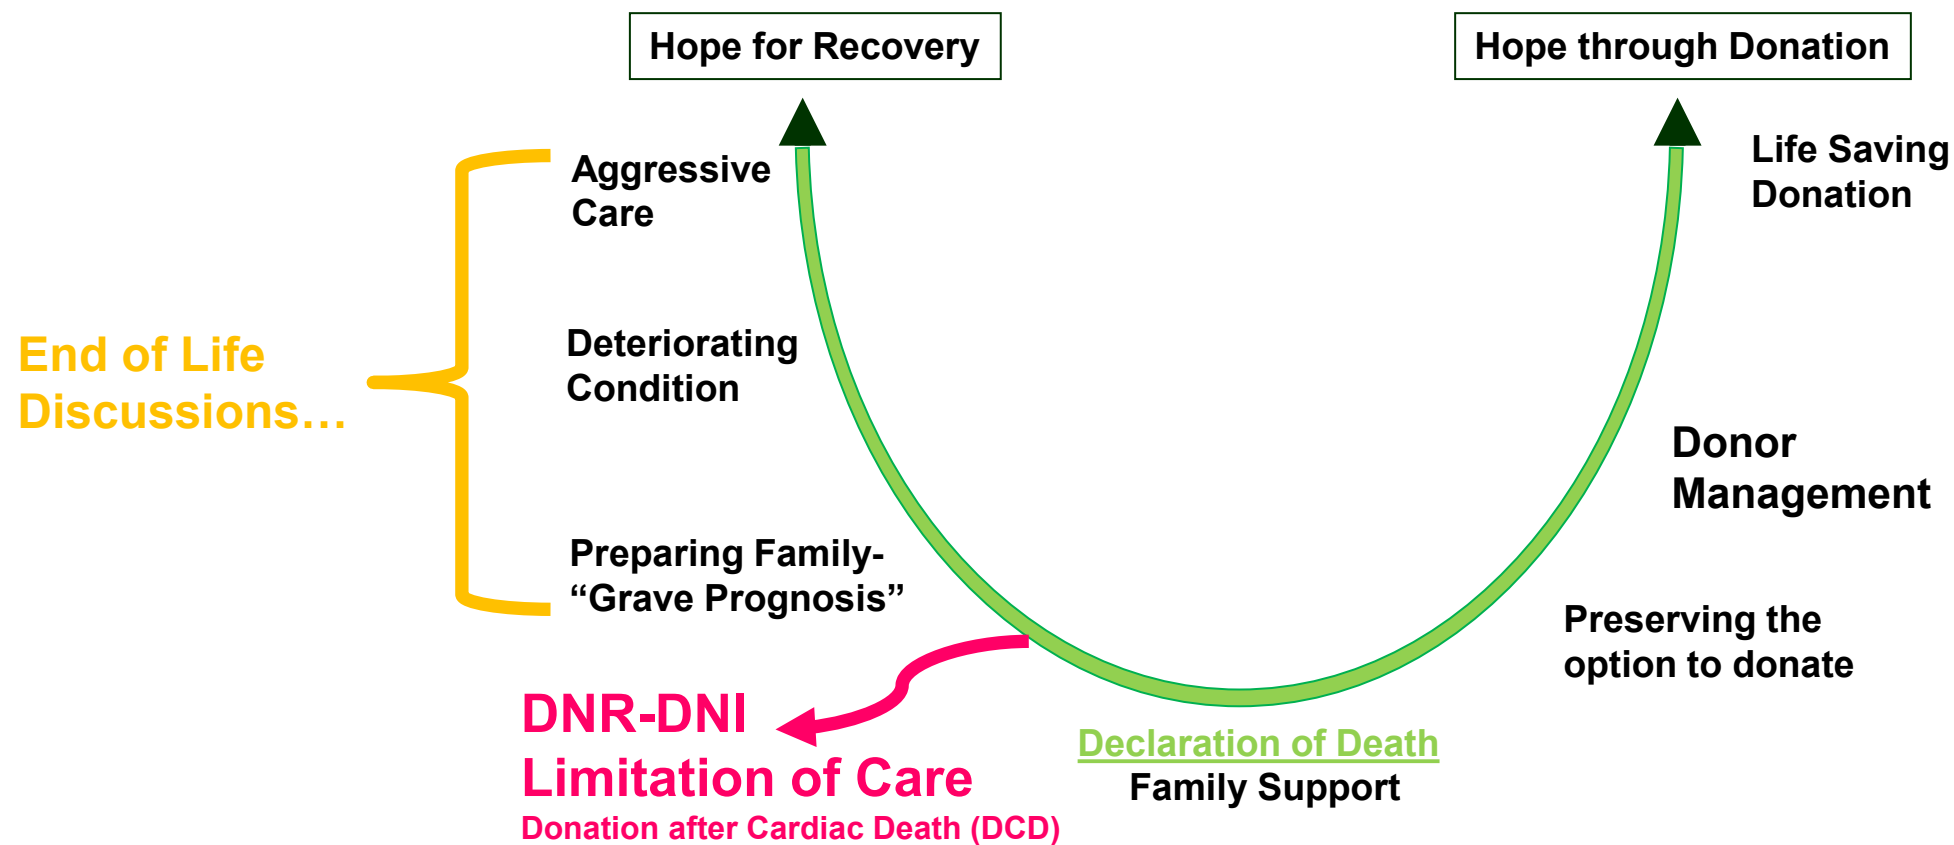 Hope for Recovery
Hope through Donation
Aggressive
Care
Life Saving
Donation
End of Life
Discussions…
Deteriorating
Condition
Donor
Management
Preparing Family-
“Grave Prognosis”
Preserving the
option to donate
DNR-DNI
Limitation of Care
Donation after Cardiac Death (DCD)
Declaration of Death
Family Support